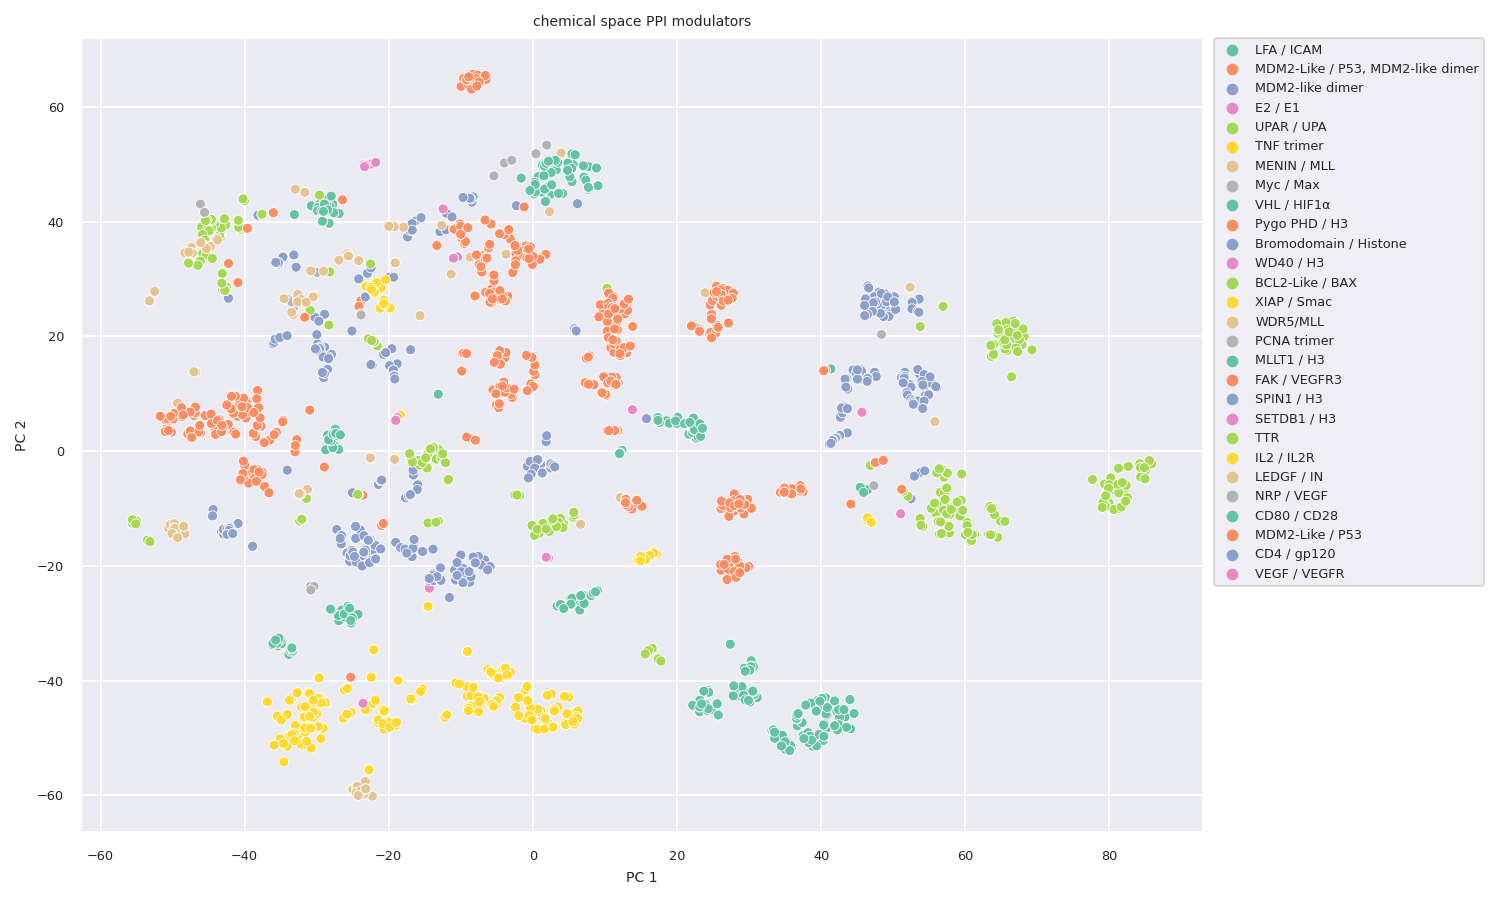 chemical space PPI modulators
60
40
20
0
−20
−40
−60
PC 2
−60
−40
−20
0
20
40
60
80
PC 1
LFA / ICAM
MDM2-Like / P53, MDM2-like dimer
MDM2-like dimer
E2 / E1
UPAR / UPA
TNF trimer
MENIN / MLL
Myc / Max
VHL / HIF1α
Pygo PHD / H3
Bromodomain / Histone
WD40 / H3
BCL2-Like / BAX
XIAP / Smac
WDR5/MLL
PCNA trimer
MLLT1 / H3
FAK / VEGFR3
SPIN1 / H3
SETDB1 / H3
TTR
IL2 / IL2R
LEDGF / IN
NRP / VEGF
CD80 / CD28
MDM2-Like / P53
CD4 / gp120
VEGF / VEGFR